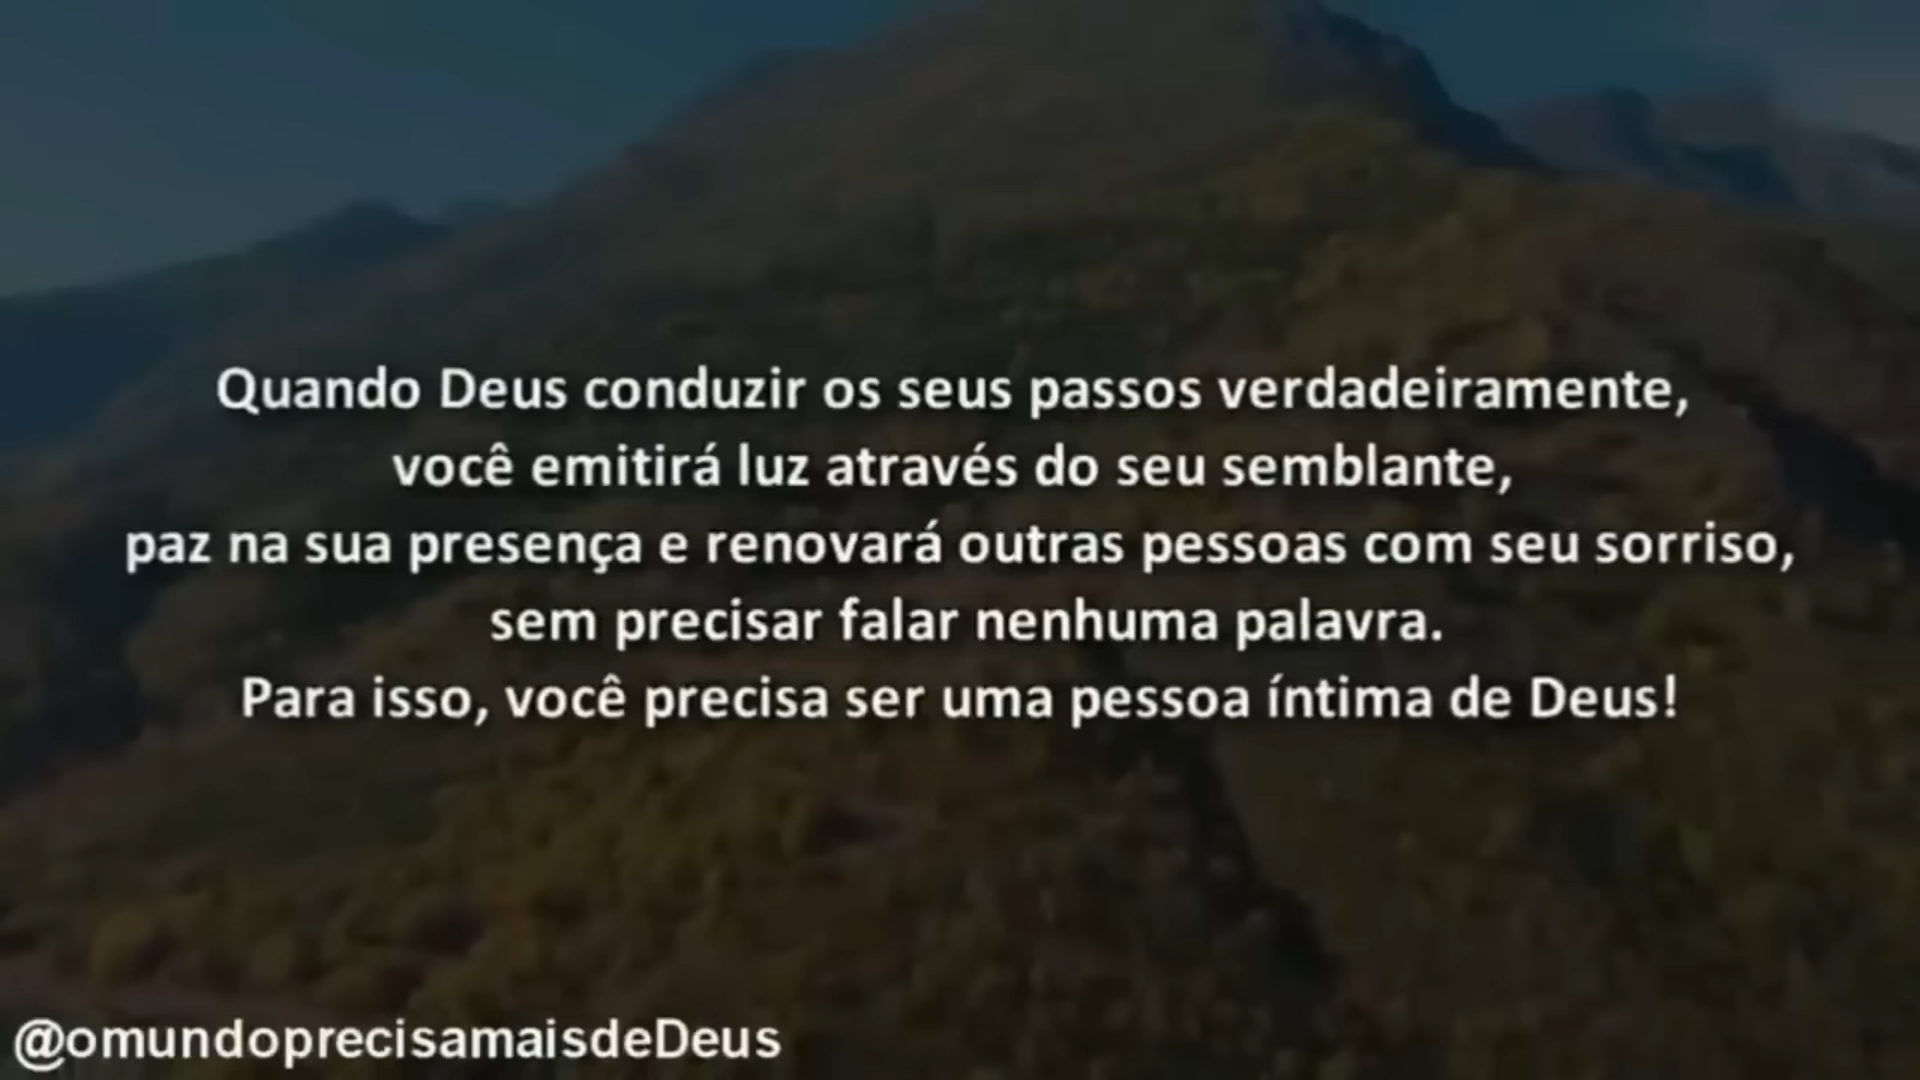 Quando Deus conduzir os seus passos verdadeiramente,
você emitirá luz através do seu semblante,
paz na sua presença e renovará outras pessoas com seu sorriso,
sem precisar falar nenhuma palavra.
Para isso, você precisa ser uma pessoa íntima de Deus!
@omundoprecisamaisdeDeus